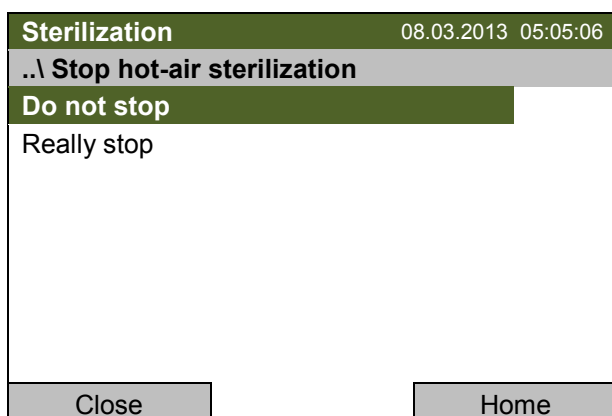 Sterilization 08.03.2013 05:05:06
..\ Stop hot-air sterilization
Do not stop
Really stop
Close Home